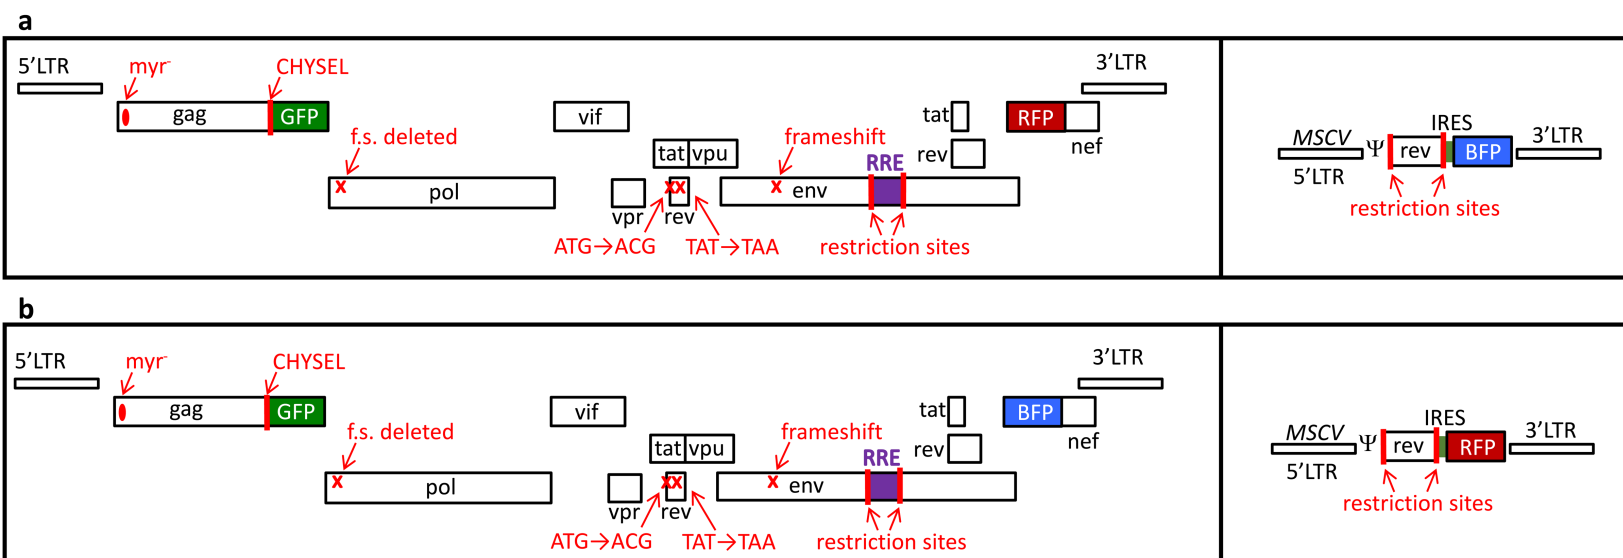 a
5'LTR myr- CHYSEL 3'LTR
gag GFP vif tat RFP IRES
f.s. deleted frameshift nef MSCV Ψ rev BFP 3'LTR
tat vpu rev RRE 5'LTR
x pol xx x env restriction sites
vpr rev
ATG→ACG TAT→TAA restriction sites
b
5'LTR myr- CHYSEL 3'LTR
gag GFP vif tat BFP IRES
f.s. deleted frameshift nef MSCV Ψ rev RFP 3'LTR
tat vpu rev RRE 5'LTR
x pol xx x env restriction sites
vpr rev
ATG→ACG TAT→TAA restriction sites